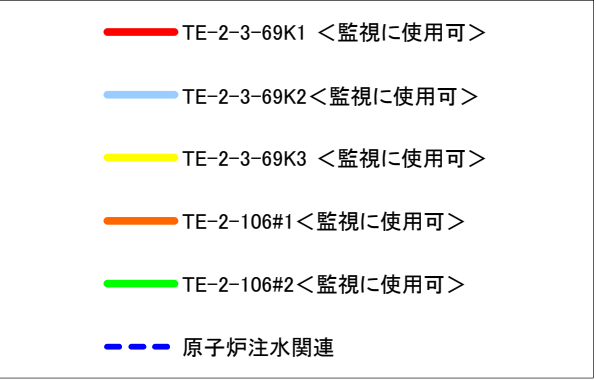 TE-2-3-69K1 ＜監視に使用可＞
TE-2-3-69K2＜監視に使用可＞
TE-2-3-69K3 ＜監視に使用可＞
TE-2-106#1＜監視に使用可＞
TE-2-106#2＜監視に使用可＞
原子炉注水関連